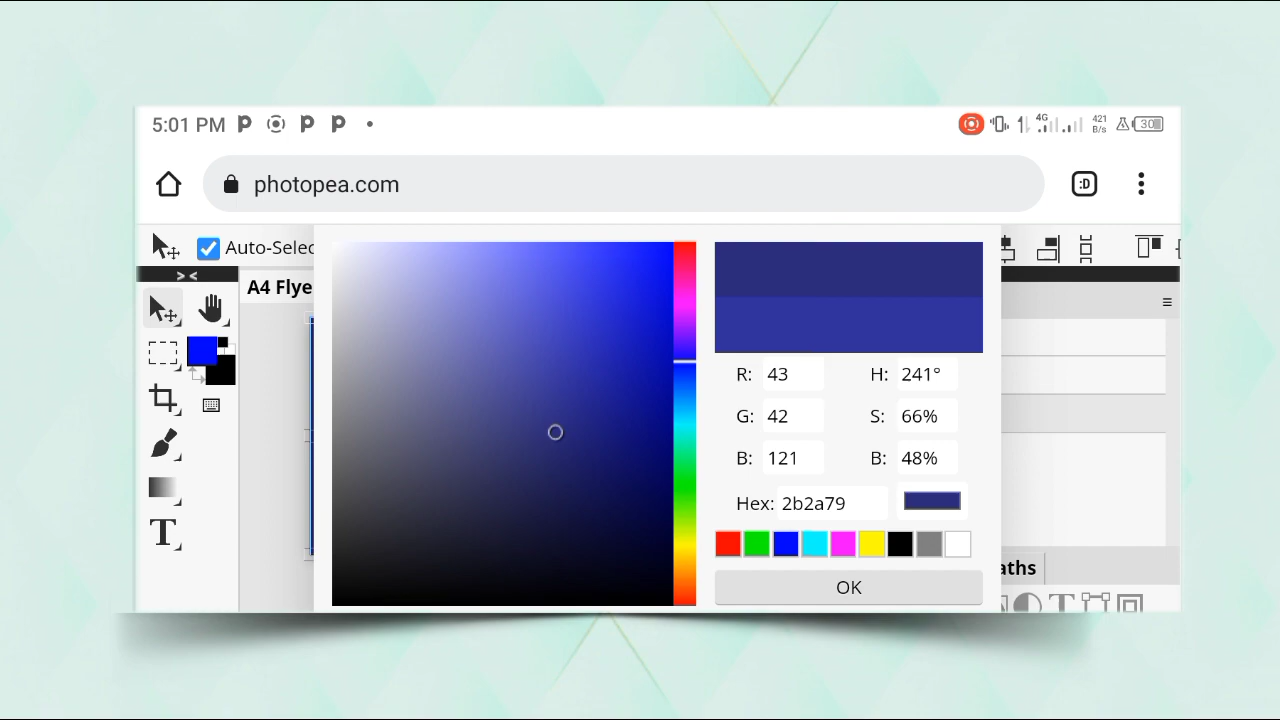 5:01 PM
4G 421 B/s 30
photopea.com :D
Auto-Selec
> <
A4 Flye
R: 43 H: 241°
G: 42 S: 66%
B: 121 B: 48%
Hex: 2b2a79
T
OK
aths